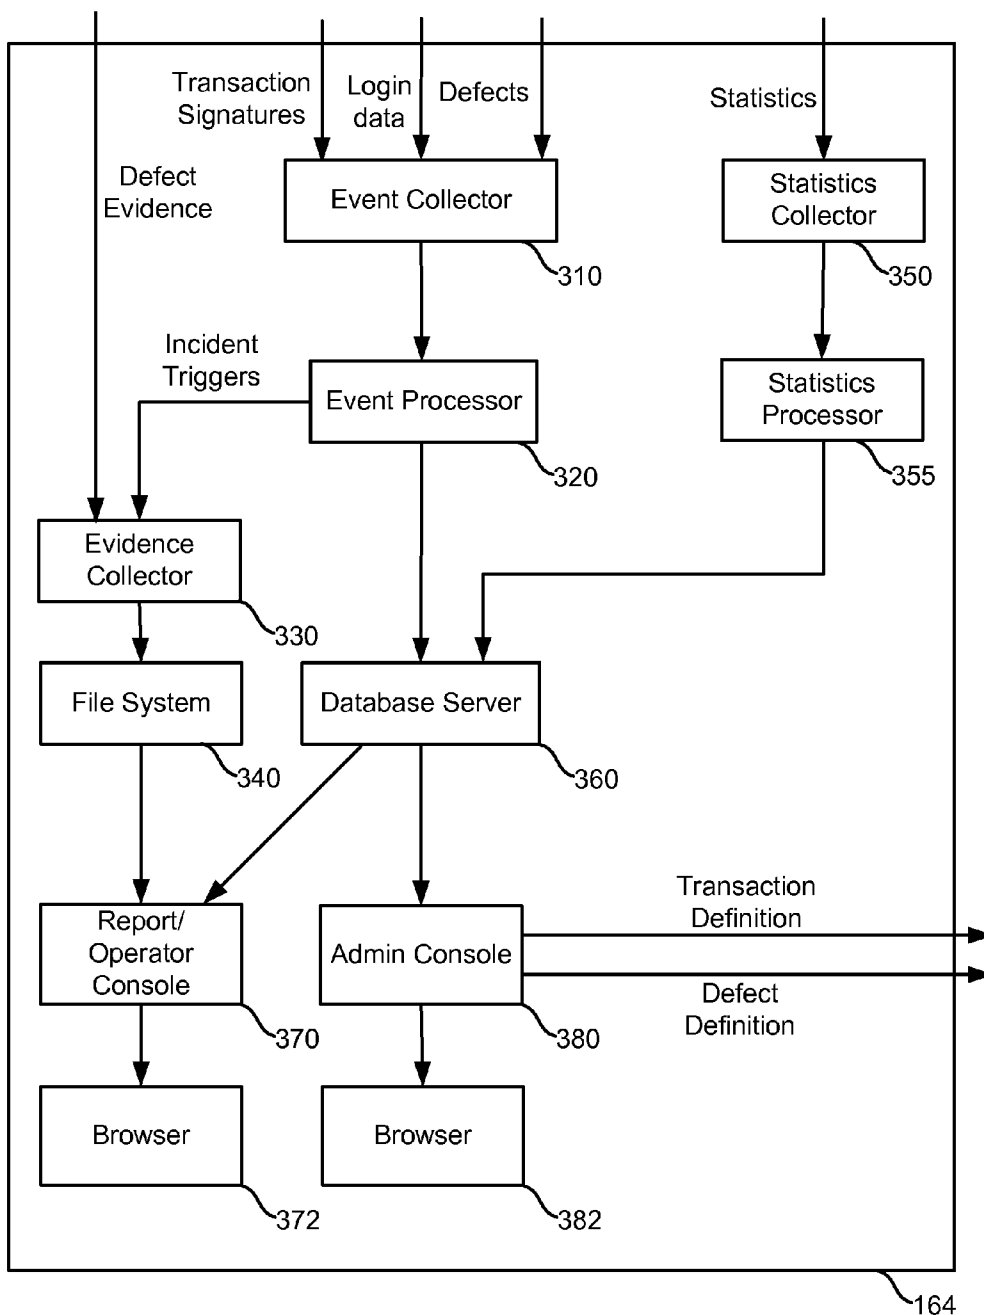 Transaction
Signatures
Login
data
Defects
Statistics
Defect
Evidence
Event Collector
310
Statistics
Collector
350
Incident
Triggers
Event Processor
320
Statistics
Processor
355
Evidence
Collector
330
File System
340
Database Server
360
Report/
Operator
Console
370
Admin Console
380
Transaction
Definition
Defect
Definition
Browser
372
Browser
382
164